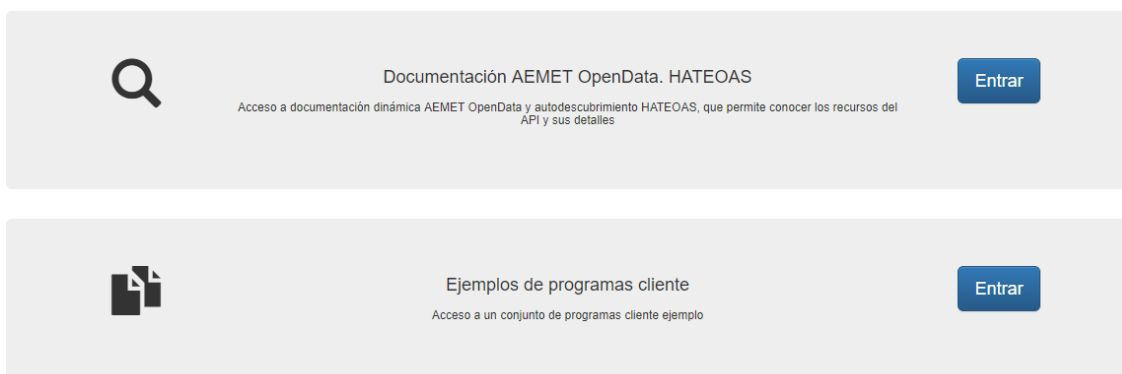 Documentación AEMET OpenData. HATEOAS
Entrar
Acceso a documentación dinámica AEMET OpenData y autodescubrimiento HATEOAS, que permite conocer los recursos del
API y sus detalles
Ejemplos de programas cliente
Entrar
Acceso a un conjunto de programas cliente ejemplo